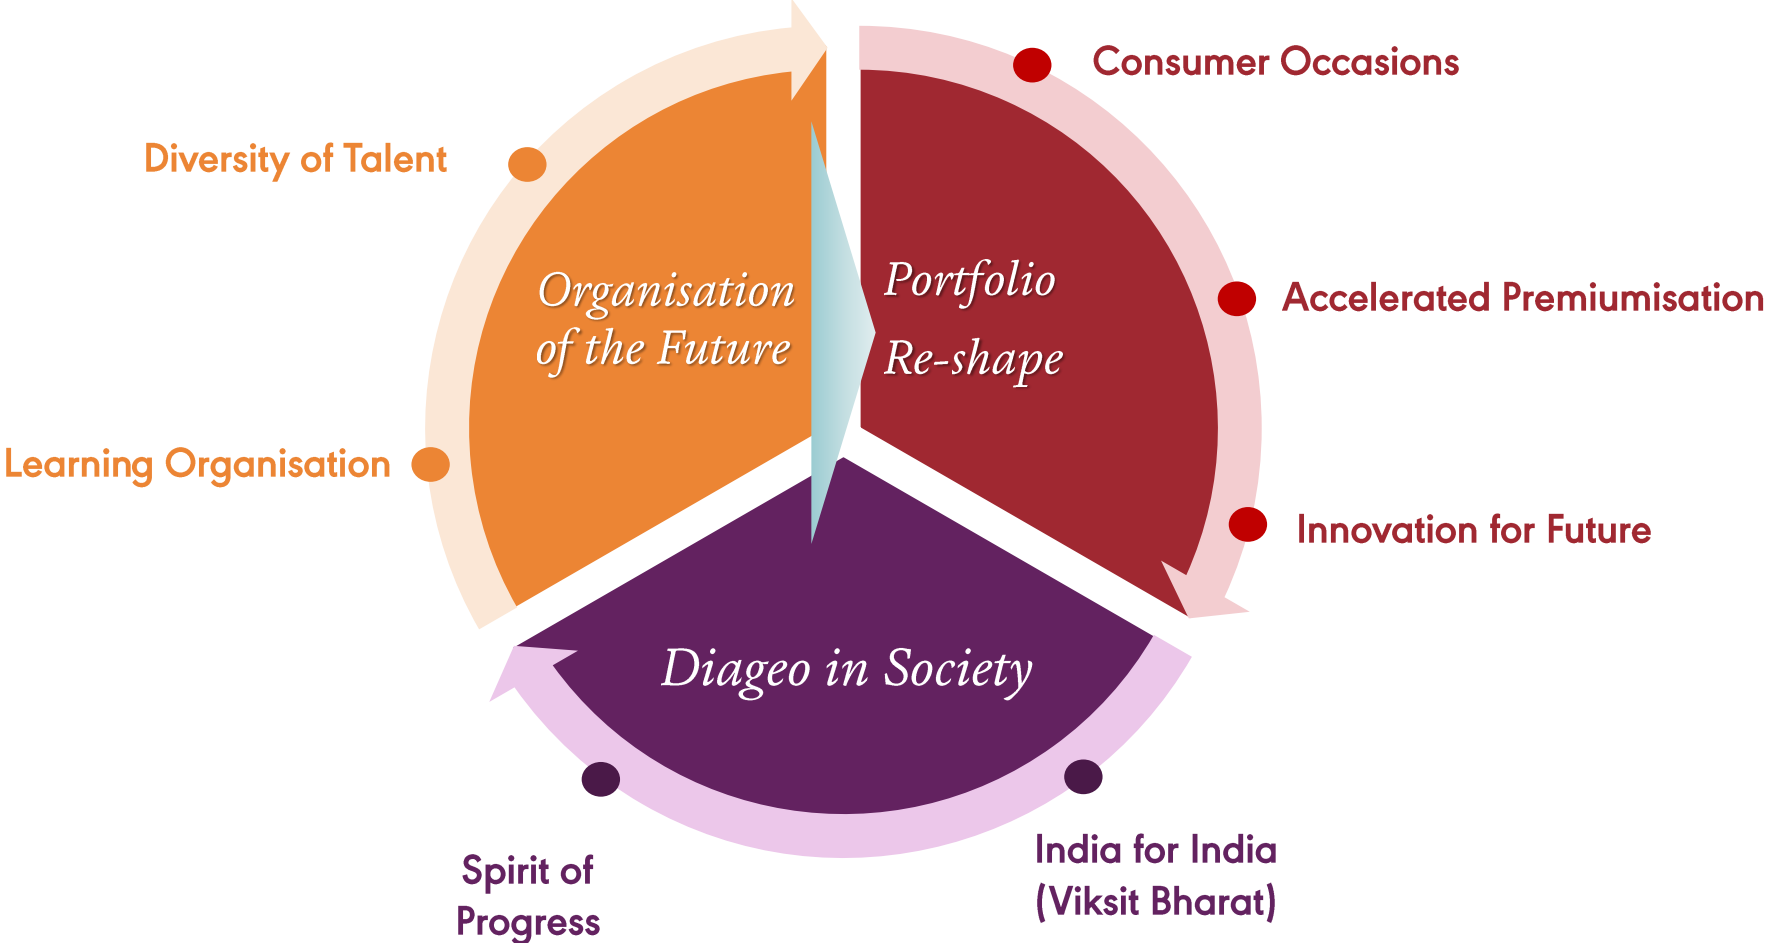 Consumer Occasions
Diversity of Talent
Organisation
of the Future
Portfolio
Re-shape
Accelerated Premiumisation
Learning Organisation
Innovation for Future
Diageo in Society
India for India
(Viksit Bharat)
Spirit of
Progress